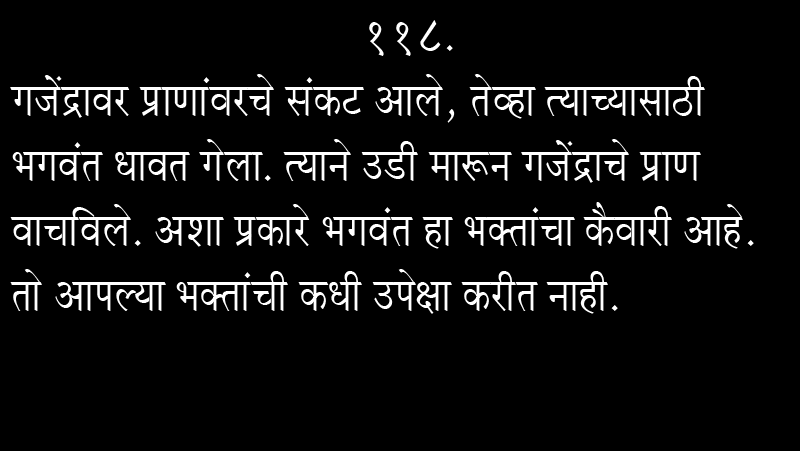 ११८.
गजेंद्रावर प्राणांवरचे संकट आले, तेव्हा त्याच्यासाठी
भगवंत धावत गेला. त्याने उडी मारून गजेंद्राचे प्राण
वाचविले. अशा प्रकारे भगवंत हा भक्तांचा कैवारी आहे.
तो आपल्या भक्तांची कधी उपेक्षा करीत नाही.